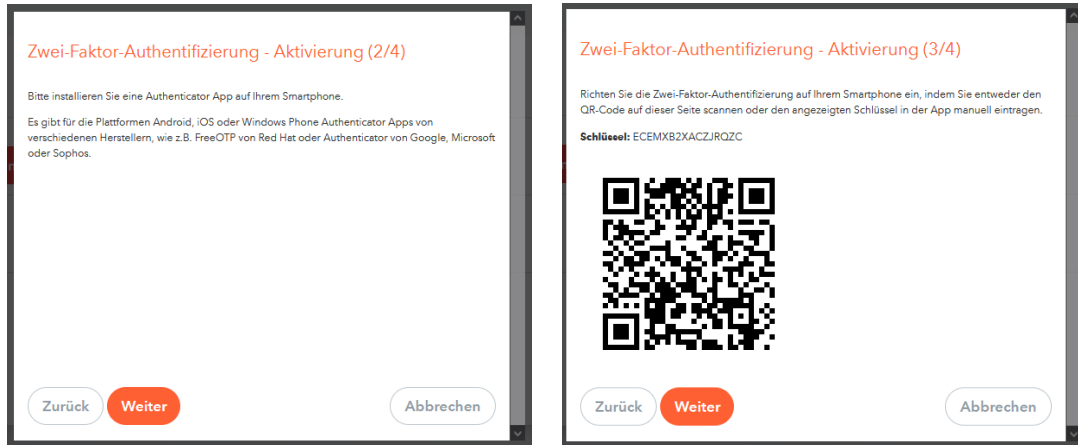 Zwei-Faktor-Authentifizierung - Aktivierung (2/4)
Bitte installieren Sie eine Authenticator App auf Ihrem Smartphone.
Es gibt für die Plattformen Android, iOS oder Windows Phone Authenticator Apps von
verschiedenen Herstellern, wie z.B. FreeOTP von Red Hat oder Authenticator von Google, Microsoft
oder Sophos.
Zurück
Weiter
Abbrechen
Zwei-Faktor-Authentifizierung - Aktivierung (3/4)
Richten Sie die Zwei-Faktor-Authentifizierung auf Ihrem Smartphone ein, indem Sie entweder den
QR-Code auf dieser Seite scannen oder den angezeigten Schlüssel in der App manuell eintragen.
Schlüssel: ECEMXB2XACZJRQZC
Zurück
Weiter
Abbrechen